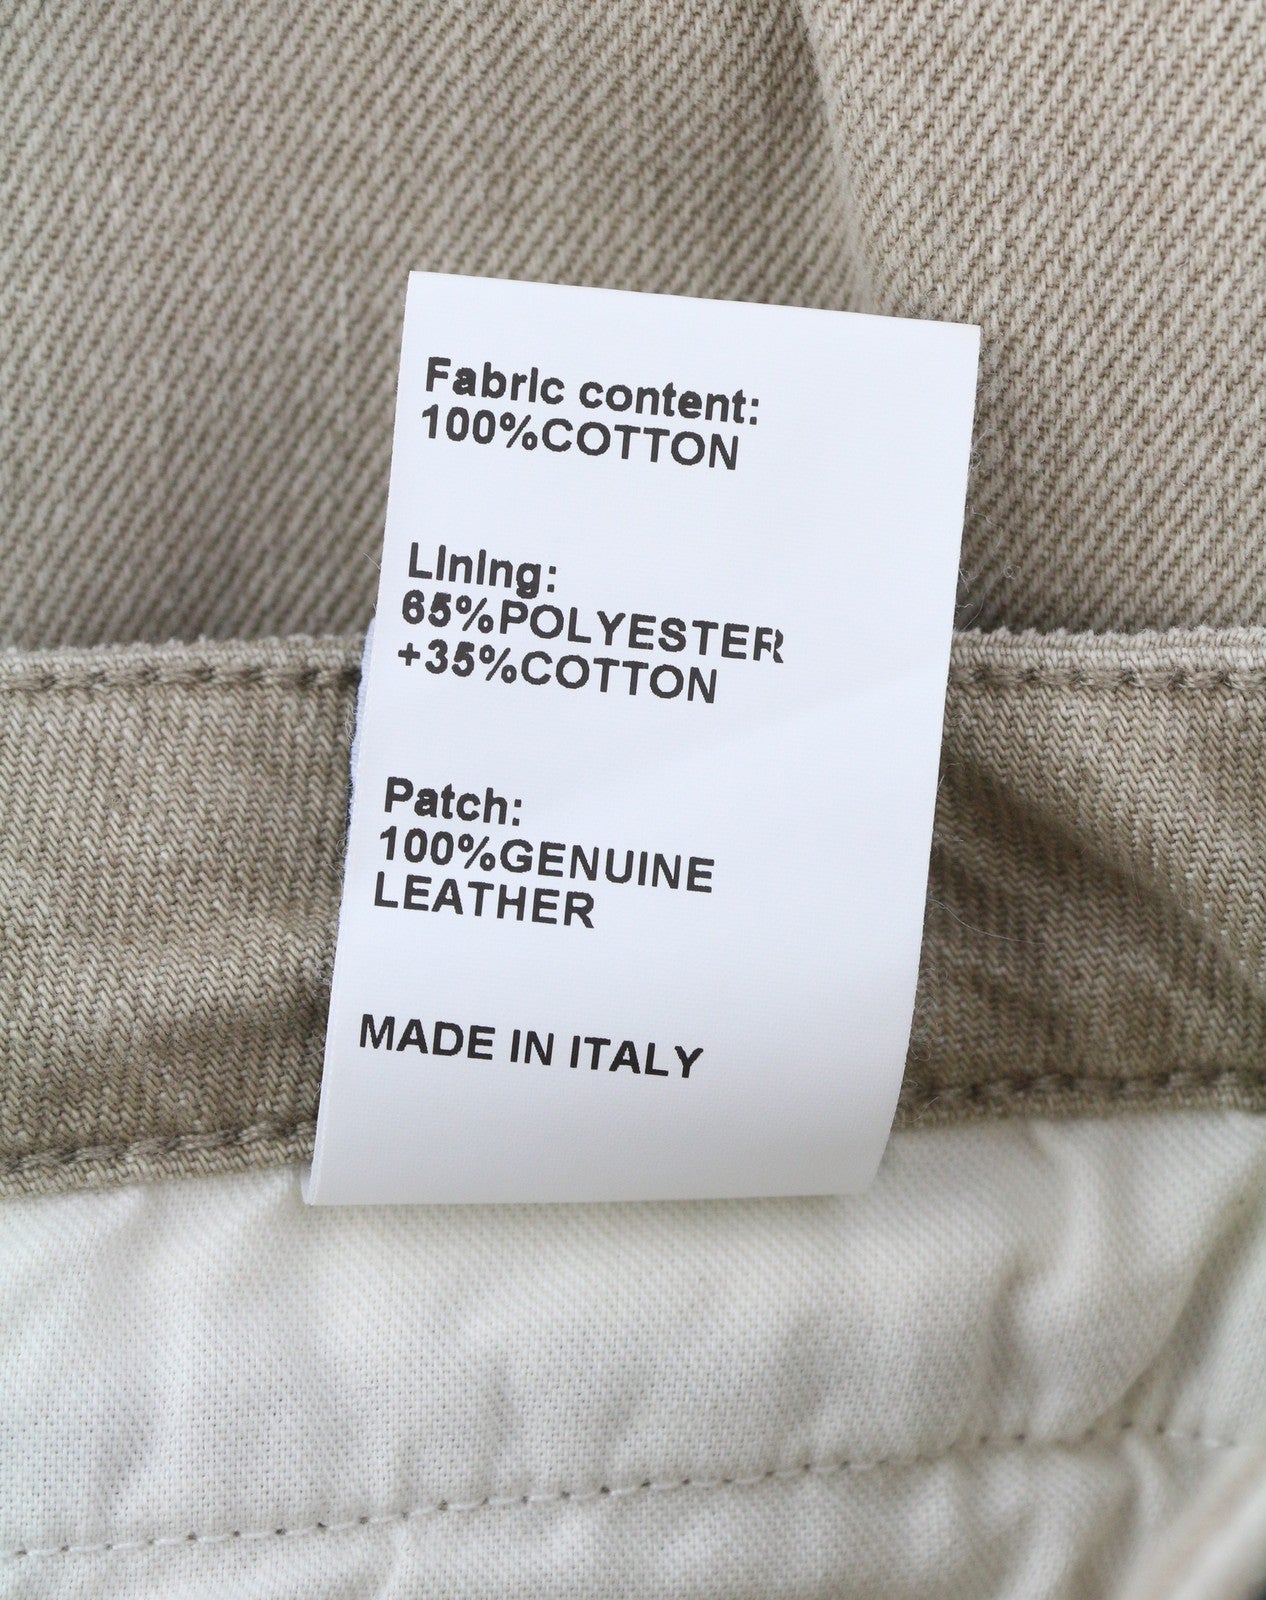 Fabric content:
100%COTTON
Lining:
65%POLYESTER
+35%COTTON
Patch:
100%GENUINE
LEATHER
MADE IN ITALY